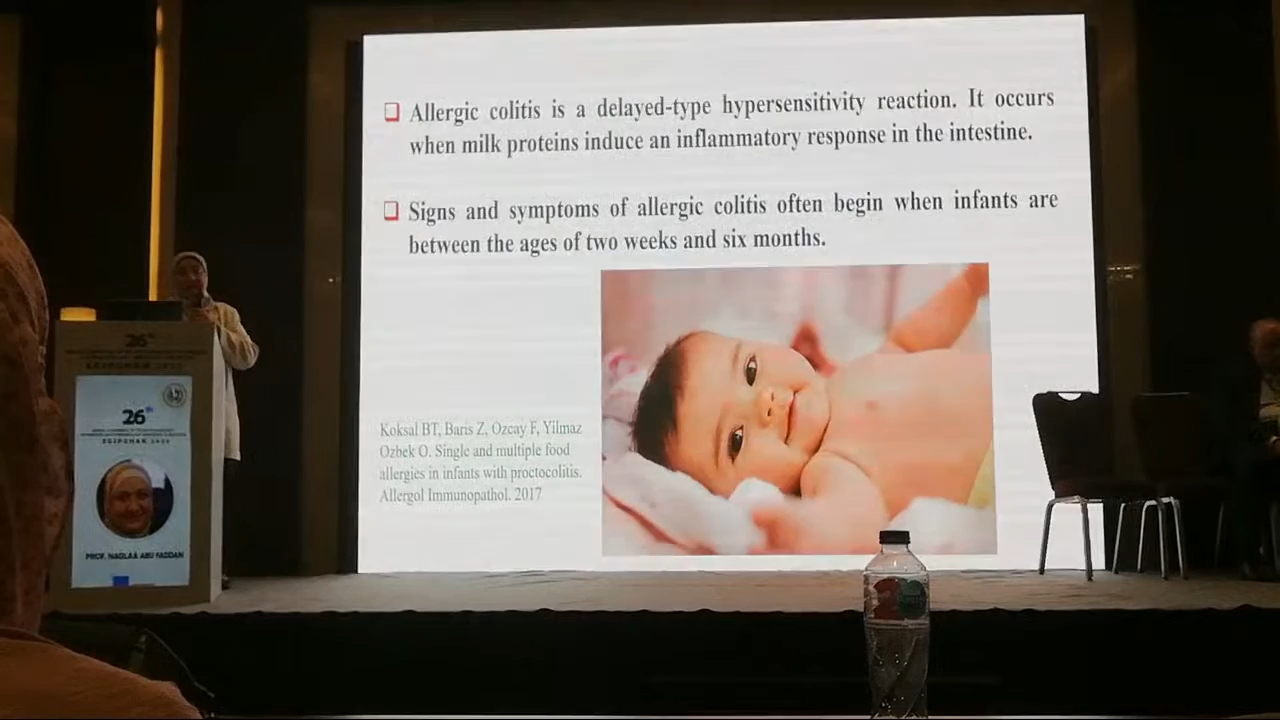 Allergic colitis is a delayed-type hypersensitivity reaction. It occurs
when milk proteins induce an inflammatory response in the intestine.
Signs and symptoms of allergic colitis often begin when infants are
between the ages of two weeks and six months.
Koksal BT, Baris Z, Ozcay F, Yilmaz
Ozbek O. Single and multiple food
allergies in infants with proctocolitis.
Allergol Immunopathol. 2017
26th
26th
PROF. NAGLAA ABU FADDAN